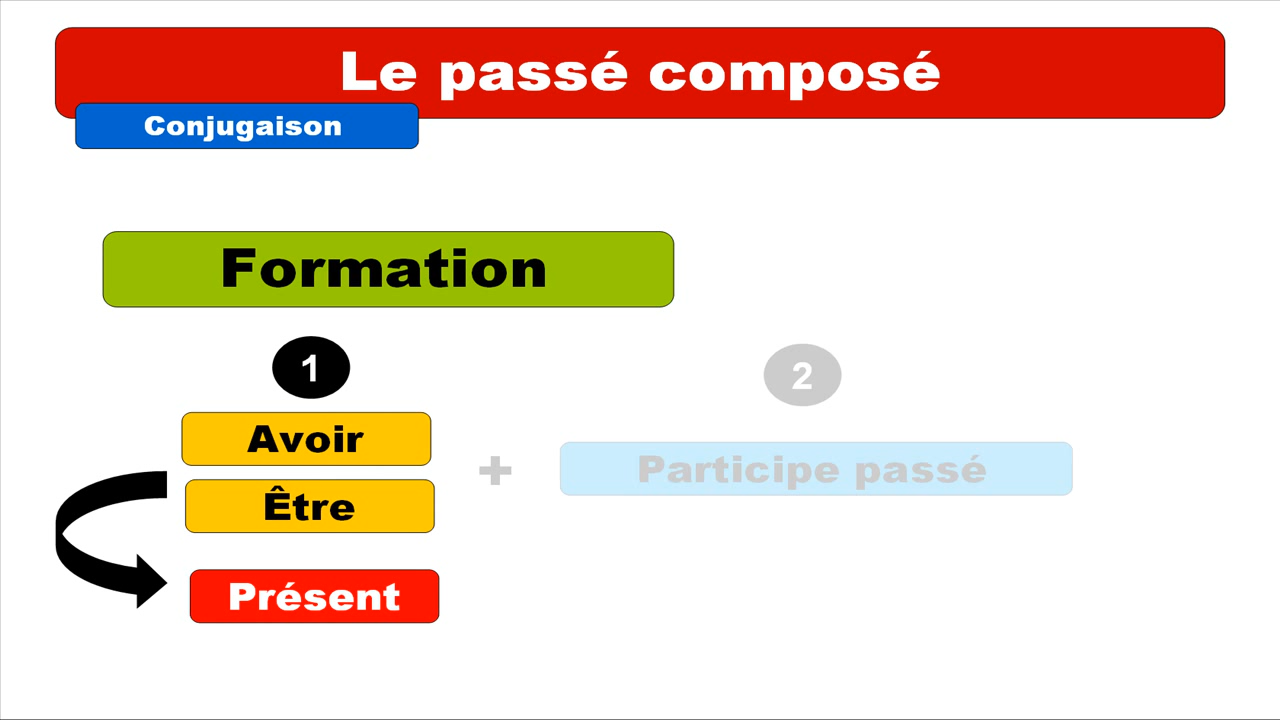 Le passé composé
Conjugaison
Formation
1
2
Avoir
Être
+
Participe passé
Présent